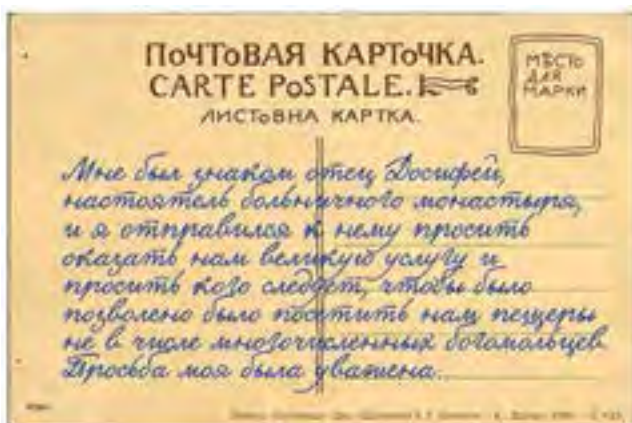 ПОЧТОВАЯ КАРТОЧКА.
CARTE POSTALE.
ЛИСТОВНА КАРТКА.
МѢСТО
ДЛЯ
МАРКИ
Мне был знаком отец Досифей,
настоятель больничного монастыря,
и я отправился к нему просить
оказать нам великую услугу и
просить кого следует, чтобы было
позволено было посетить нам пещеры
не в числе многочисленных богомольцев.
Просьба моя была уважена...